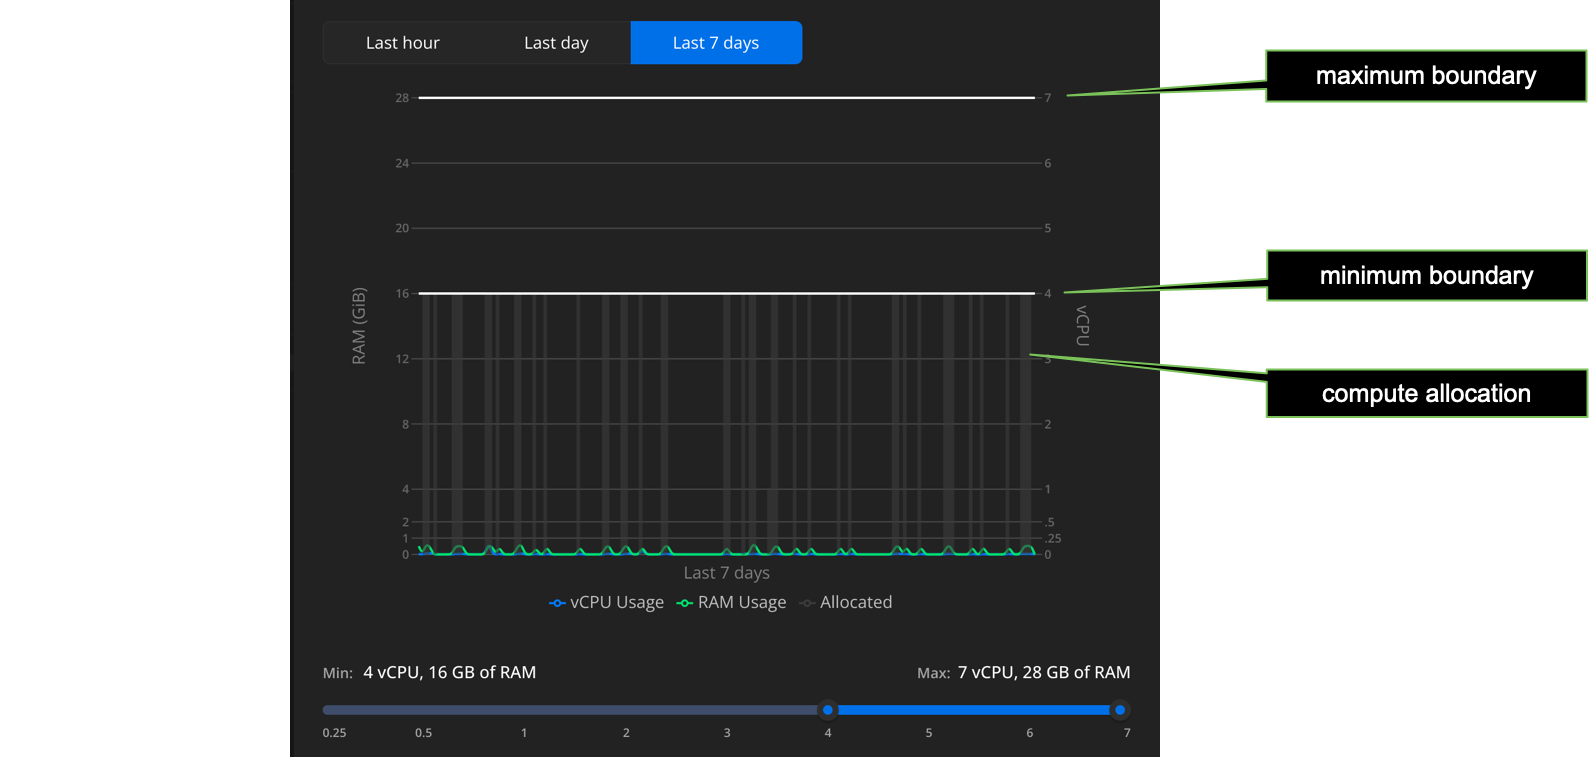 Last hour Last day Last 7 days
maximum boundary
28 7
24 6
20 5
minimum boundary
16 4
RAM (GiB)
vCPU
12 3
compute allocation
8 2
4 1
2 .5
1 .25
0 0
Last 7 days
vCPU Usage RAM Usage Allocated
Min: 4 vCPU, 16 GB of RAM Max: 7 vCPU, 28 GB of RAM
0.25 0.5 1 2 3 4 5 6 7